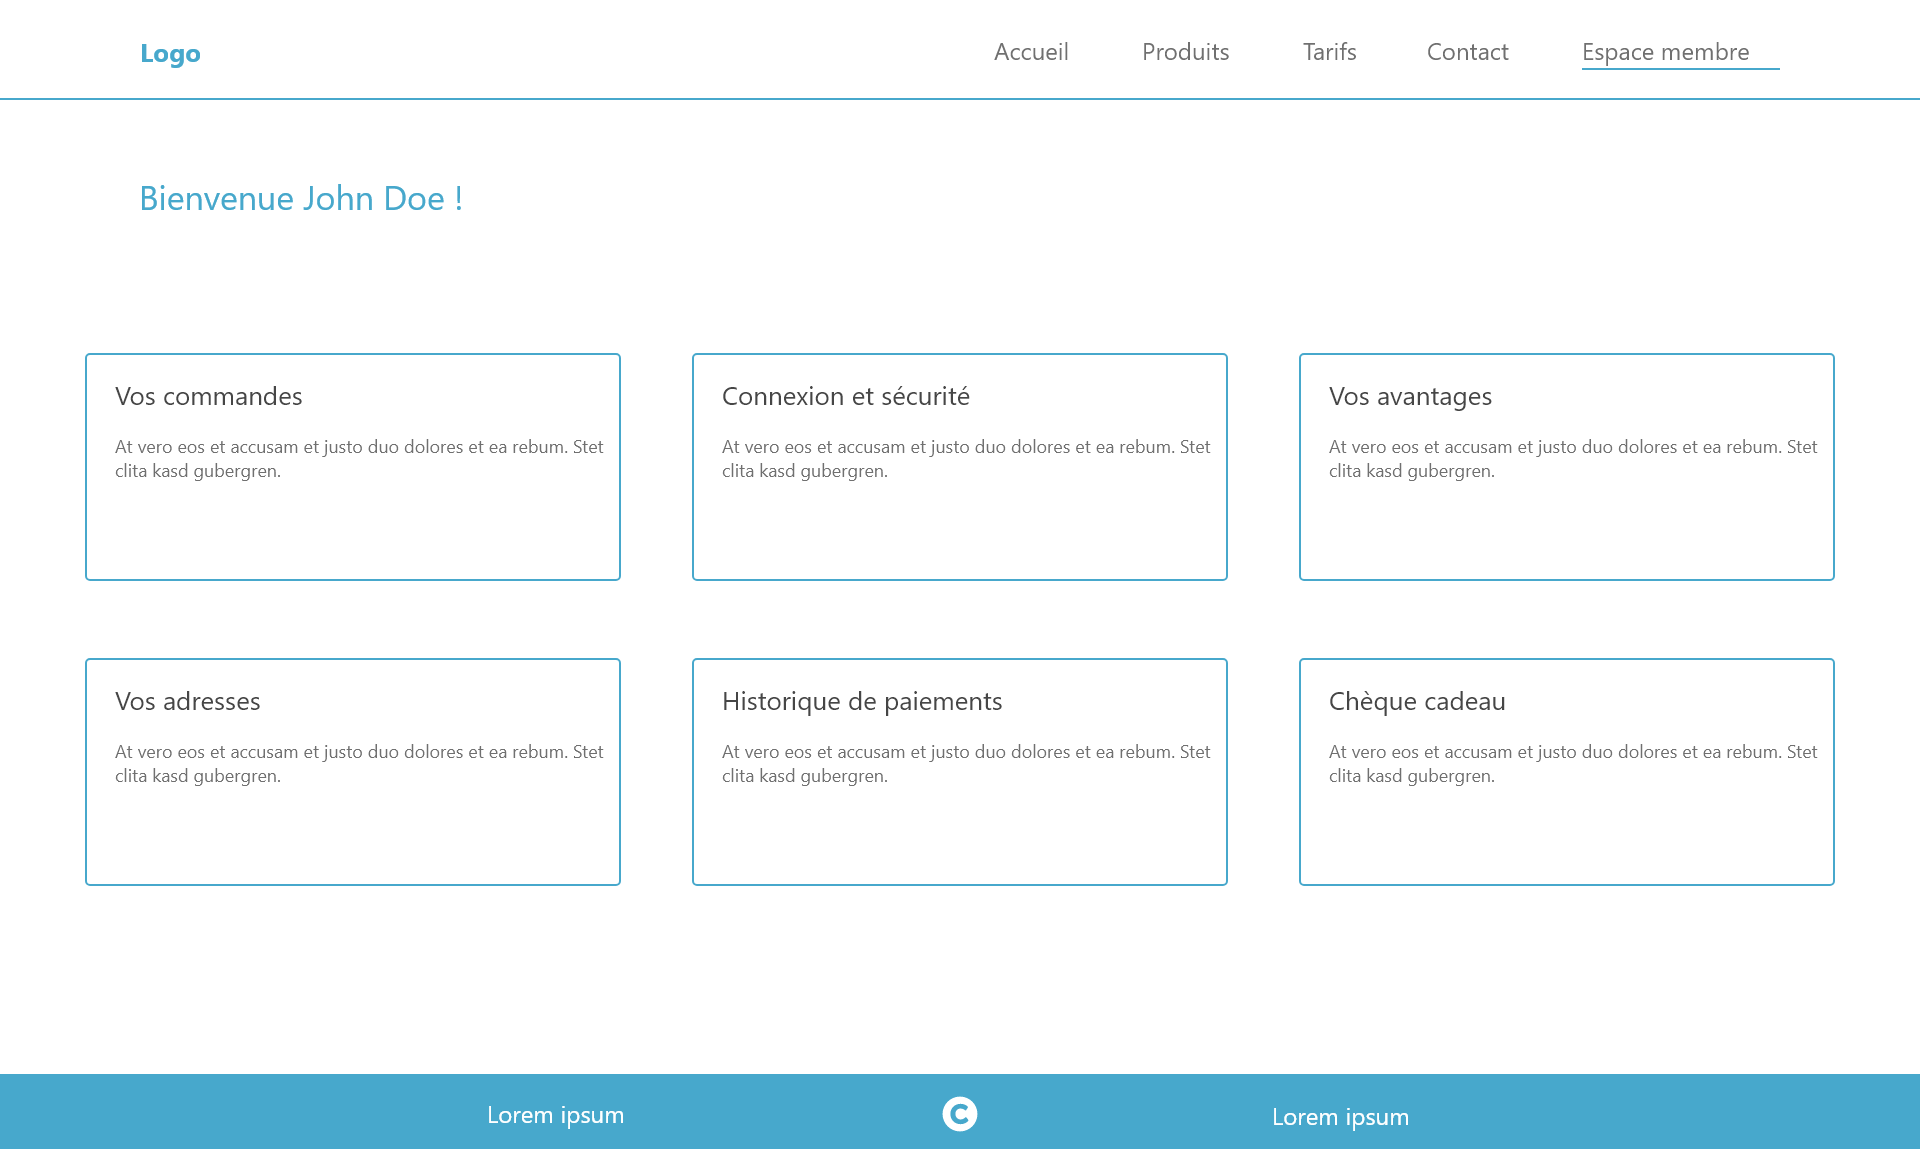 Logo
Accueil
Produits
Tarifs
Contact
Espace membre
Bienvenue John Doe !
Vos commandes
At vero eos et accusam et justo duo dolores et ea rebum. Stet
clita kasd gubergren.
Connexion et sécurité
At vero eos et accusam et justo duo dolores et ea rebum. Stet
clita kasd gubergren.
Vos avantages
At vero eos et accusam et justo duo dolores et ea rebum. Stet
clita kasd gubergren.
Vos adresses
At vero eos et accusam et justo duo dolores et ea rebum. Stet
clita kasd gubergren.
Historique de paiements
At vero eos et accusam et justo duo dolores et ea rebum. Stet
clita kasd gubergren.
Chèque cadeau
At vero eos et accusam et justo duo dolores et ea rebum. Stet
clita kasd gubergren.
Lorem ipsum
©
Lorem ipsum